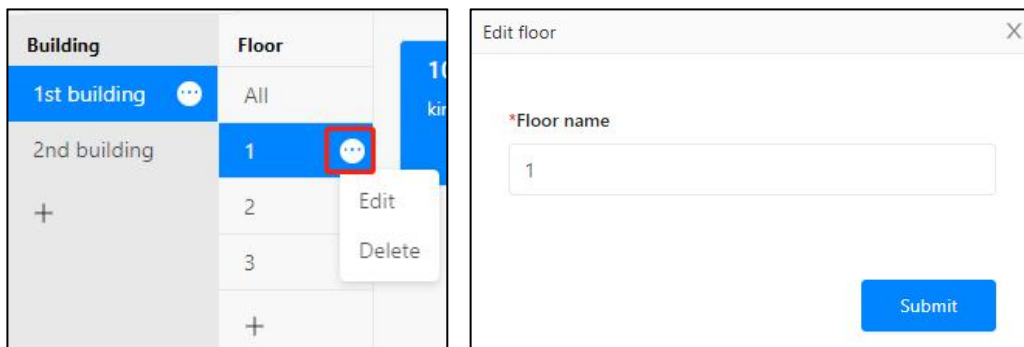 Building
Floor
1st building
All
2nd building
1
2
3
+
+
Edit
Delete
Edit floor
X
*Floor name
1
Submit